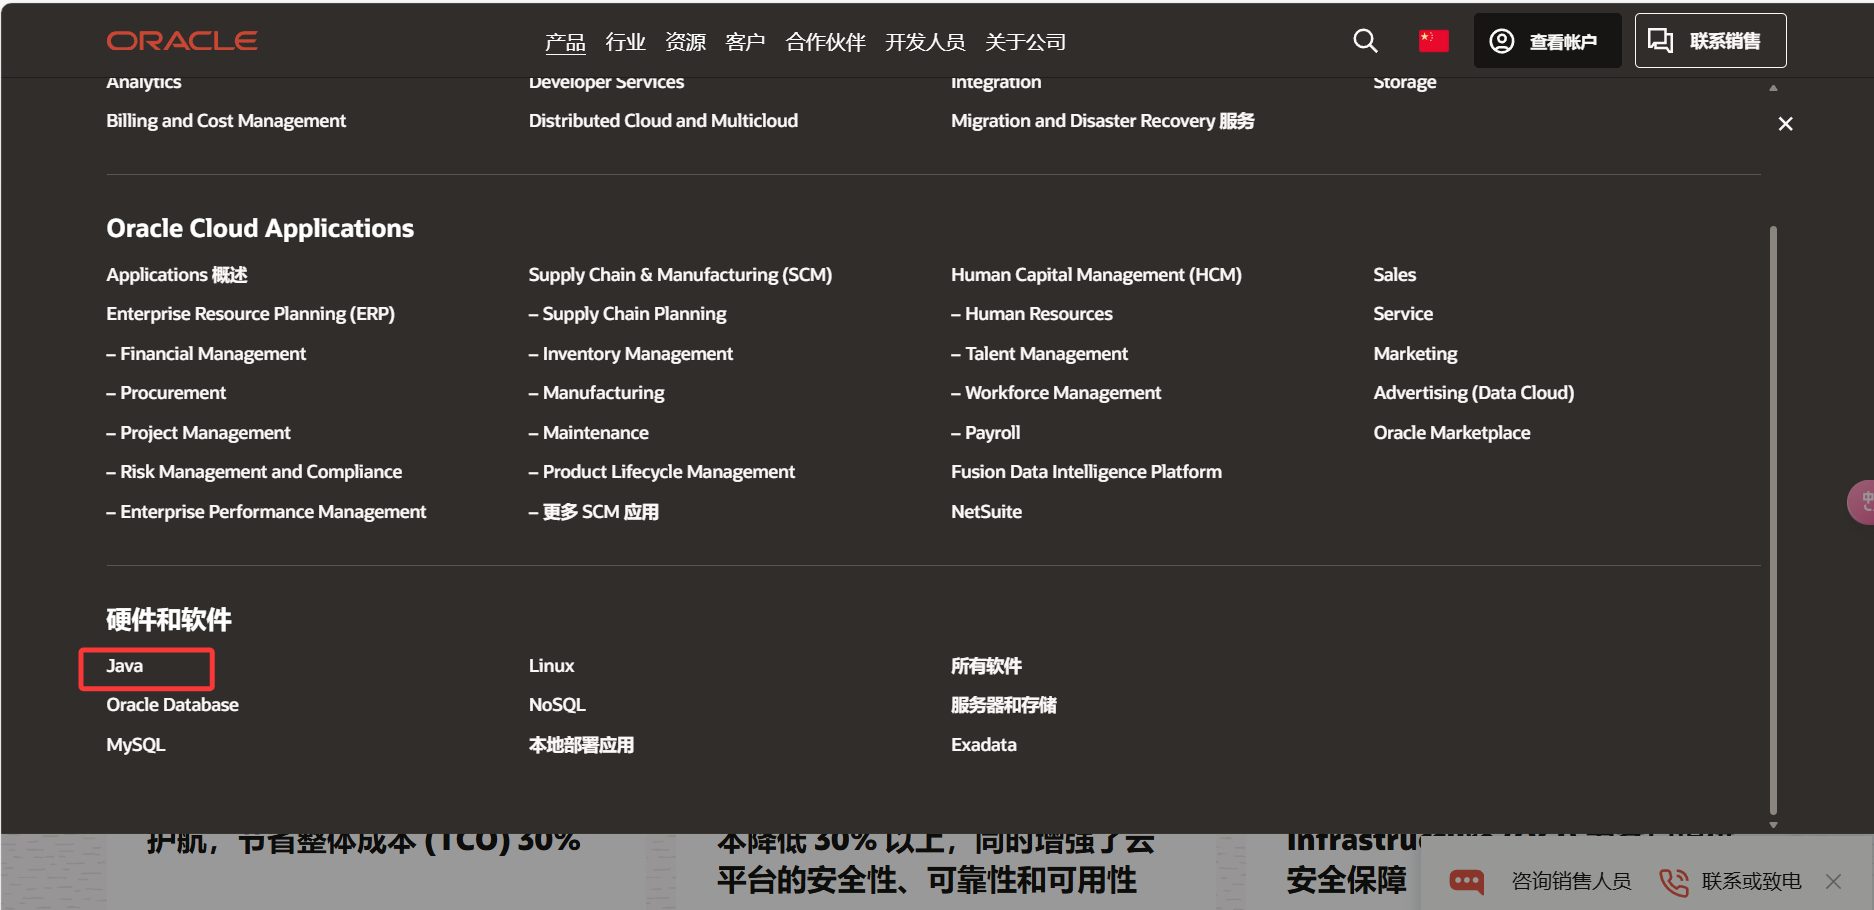 ORACLE
产品 行业 资源 客户 合作伙伴 开发人员 关于公司
查看帐户
联系销售
Analytics
Developer Services
Integration
Storage
Billing and Cost Management
Distributed Cloud and Multicloud
Migration and Disaster Recovery 服务
Oracle Cloud Applications
Applications 概述
Enterprise Resource Planning (ERP)
– Financial Management
– Procurement
– Project Management
– Risk Management and Compliance
– Enterprise Performance Management
Supply Chain & Manufacturing (SCM)
– Supply Chain Planning
– Inventory Management
– Manufacturing
– Maintenance
– Product Lifecycle Management
– 更多 SCM 应用
Human Capital Management (HCM)
– Human Resources
– Talent Management
– Workforce Management
– Payroll
Fusion Data Intelligence Platform
NetSuite
Sales
Service
Marketing
Advertising (Data Cloud)
Oracle Marketplace
硬件和软件
Java
Oracle Database
MySQL
Linux
NoSQL
本地部署应用
所有软件
服务器和存储
Exadata
护航，节省整体成本 (TCO) 30%
本降低 30% 以上，同时增强了云
平台的安全性、可靠性和可用性
安全保障
咨询销售人员
联系或致电